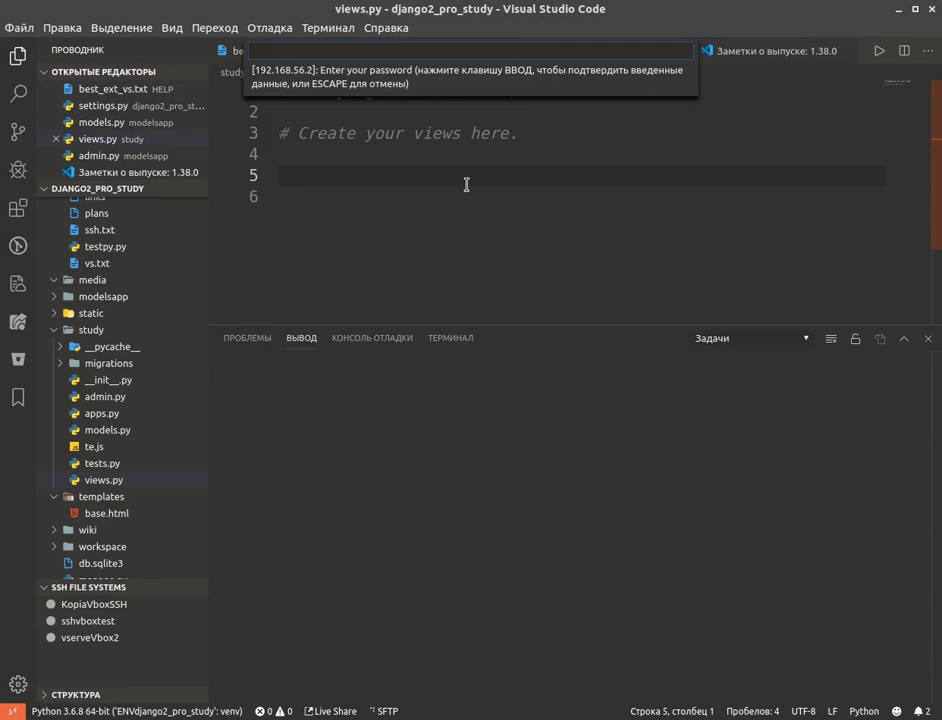 views.py - django2_pro_study - Visual Studio Code
Файл Правка Выделение Вид Переход Отладка Терминал Справка
ПРОВОДНИК
be
Заметки о выпуске: 1.38.0
[192.168.56.2]: Enter your password (нажмите клавишу ВВОД, чтобы подтвердить введенные
данные, или ESCAPE для отмены)
ОТКРЫТЫЕ РЕДАКТОРЫ
study
best_ext_vs.txt HELP
settings.py django2_pro_st...
models.py modelsapp
views.py study
admin.py modelsapp
Заметки о выпуске: 1.38.0
2
3 # Create your views here.
4
5
6
DJANGO2_PRO_STUDY
links
plans
ssh.txt
testpy.py
vs.txt
media
modelsapp
static
study
__pycache__
migrations
__init__.py
admin.py
apps.py
models.py
te.js
tests.py
views.py
templates
base.html
wiki
workspace
db.sqlite3
ПРОБЛЕМЫ ВЫВОД КОНСОЛЬ ОТЛАДКИ ТЕРМИНАЛ Задачи
SSH FILE SYSTEMS
KopiaVboxSSH
sshvboxtest
vserveVbox2
СТРУКТУРА
Python 3.6.8 64-bit ('ENVdjango2_pro_study': venv) 0 0 Live Share SFTP Строка 5, столбец 1 Пробелов: 4 UTF-8 LF Python 2